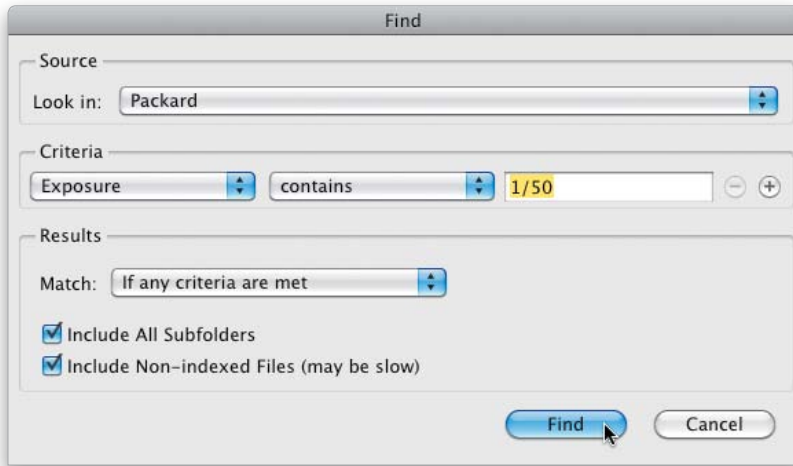 Find
Source
Look in: Packard
Criteria
Exposure contains 1/50
Results
Match: If any criteria are met
Include All Subfolders
Include Non-indexed Files (may be slow)
Find Cancel